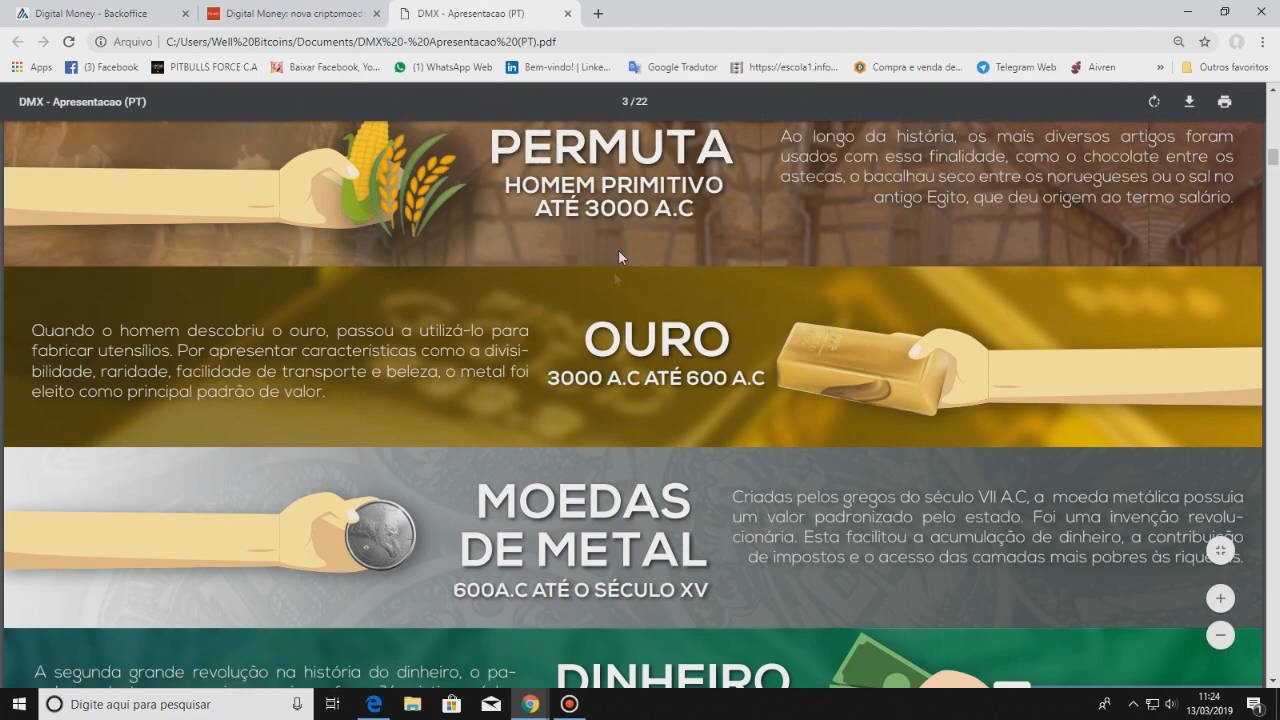 Digital Money - Backoffice
Digital Money: nova criptomoeda
DMX - Apresentacao (PT)
Arquivo
C:/Users/Well%20Bitcoins/Documents/DMX%20-%20Apresentacao%20(PT).pdf
Apps
(3) Facebook
PITBULLS FORCE C.A
Baixar Facebook, Yo...
(1) WhatsApp Web
Bem-vindo! | Linke...
Google Tradutor
https://escola1.info...
Compra e venda de...
Telegram Web
Aivren
»
Outros favoritos
DMX - Apresentacao (PT)
3 / 22
PERMUTA
HOMEM PRIMITIVO
ATÉ 3000 A.C
Ao longo da história, os mais diversos artigos foram
usados com essa finalidade, como o chocolate entre os
astecas, o bacalhau seco entre os noruegueses ou o sal no
antigo Egito, que deu origem ao termo salário.
Quando o homem descobriu o ouro, passou a utilizá-lo para
fabricar utensílios. Por apresentar características como a divisi-
bilidade, raridade, facilidade de transporte e beleza, o metal foi
eleito como principal padrão de valor.
OURO
3000 A.C ATÉ 600 A.C
MOEDAS
DE METAL
600A.C ATÉ O SÉCULO XV
Criadas pelos gregos do século VII A.C, a moeda metálica possuia
um valor padronizado pelo estado. Foi uma invenção revolu-
cionária. Esta facilitou a acumulação de dinheiro, a contribuição
de impostos e o acesso das camadas mais pobres às
A segunda grande revolução na história do dinheiro, o pa-
DINHEIRO
Digite aqui para pesquisar
11:24
13/03/2019